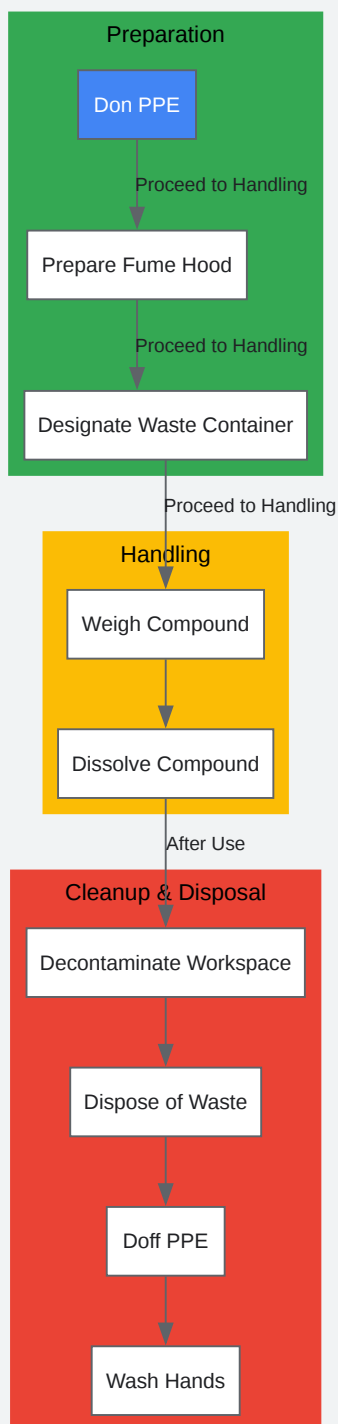 Preparation
Don PPE
Proceed to Handling
Prepare Fume Hood
Proceed to Handling
Designate Waste Container
Proceed to Handling
Handling
Weigh Compound
Dissolve Compound
After Use
Cleanup & Disposal
Decontaminate Workspace
Dispose of Waste
Doff PPE
Wash Hands